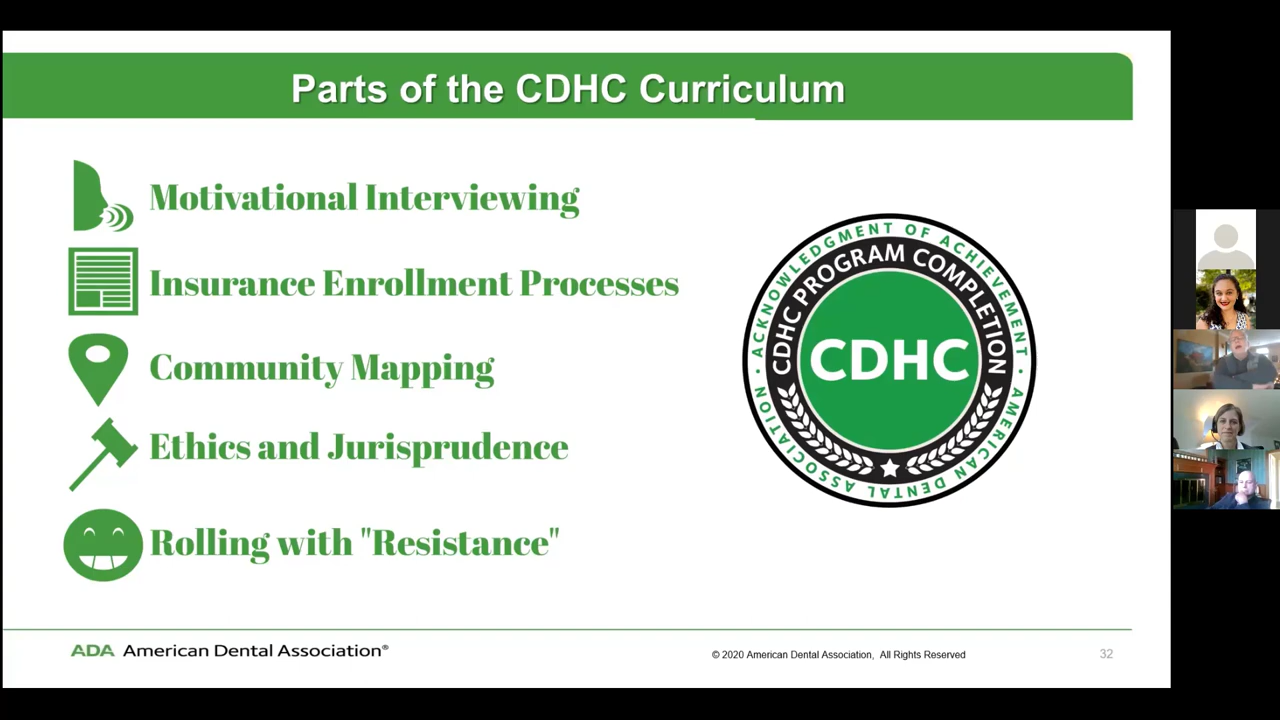 Parts of the CDHC Curriculum
Motivational Interviewing
Insurance Enrollment Processes
Community Mapping
Ethics and Jurisprudence
Rolling with "Resistance"
ACKNOWLEDGMENT OF ACHIEVEMENT · AMERICAN DENTAL ASSOCIATION ·
CDHC PROGRAM COMPLETION
CDHC
ADA American Dental Association®
© 2020 American Dental Association, All Rights Reserved
32